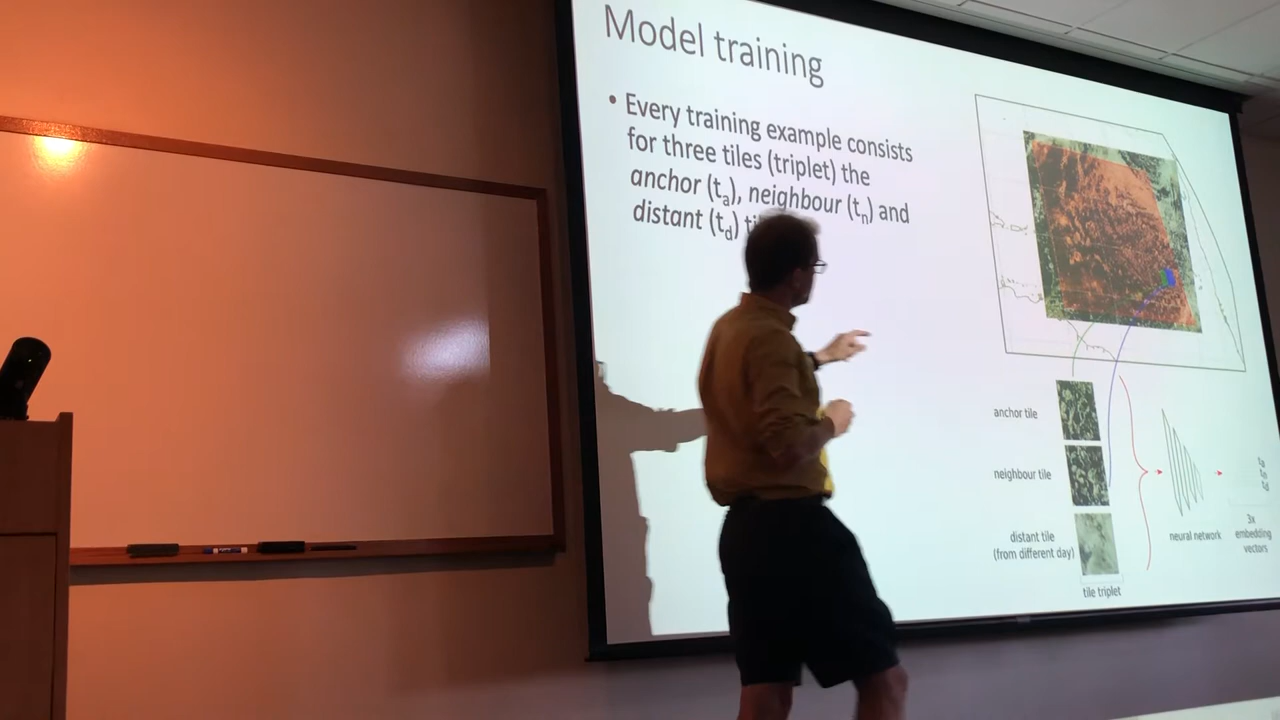 Model training
• Every training example consists
for three tiles (triplet) the
anchor (ta), neighbour (tn) and
distant (td)
anchor tile
neighbour tile
distant tile
(from different day)
tile triplet
neural network
3x
embedding
vectors